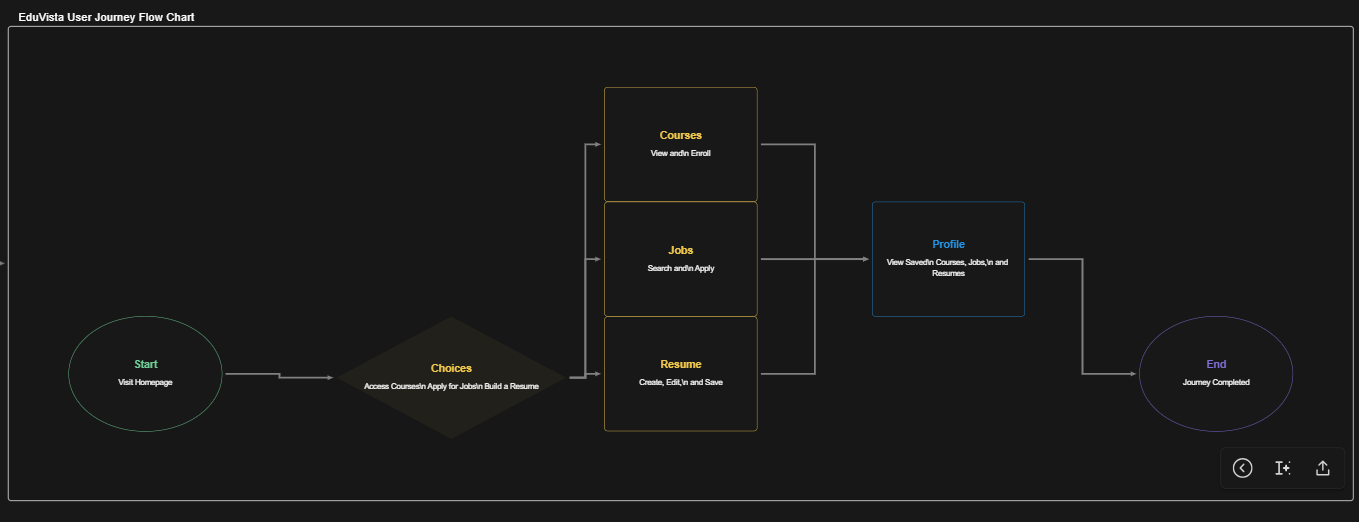 EduVista User Journey Flow Chart
Courses
View and\n Enroll
Jobs
Search and\n Apply
Profile
View Saved\n Courses, Jobs,\n and
Resumes
Start
Visit Homepage
Choices
Access Courses\n Apply for Jobs\n Build a Resume
Resume
Create, Edit,\n and Save
End
Journey Completed